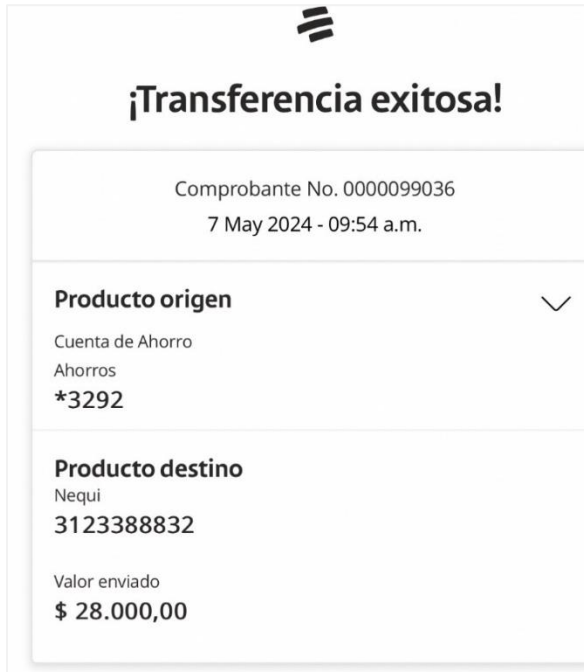 ¡Transferencia exitosa!
Comprobante No. 0000099036
7 May 2024 - 09:54 a.m.
Producto origen
Cuenta de Ahorro
Ahorros
*3292
Producto destino
Nequi
3123388832
Valor enviado
$ 28.000,00